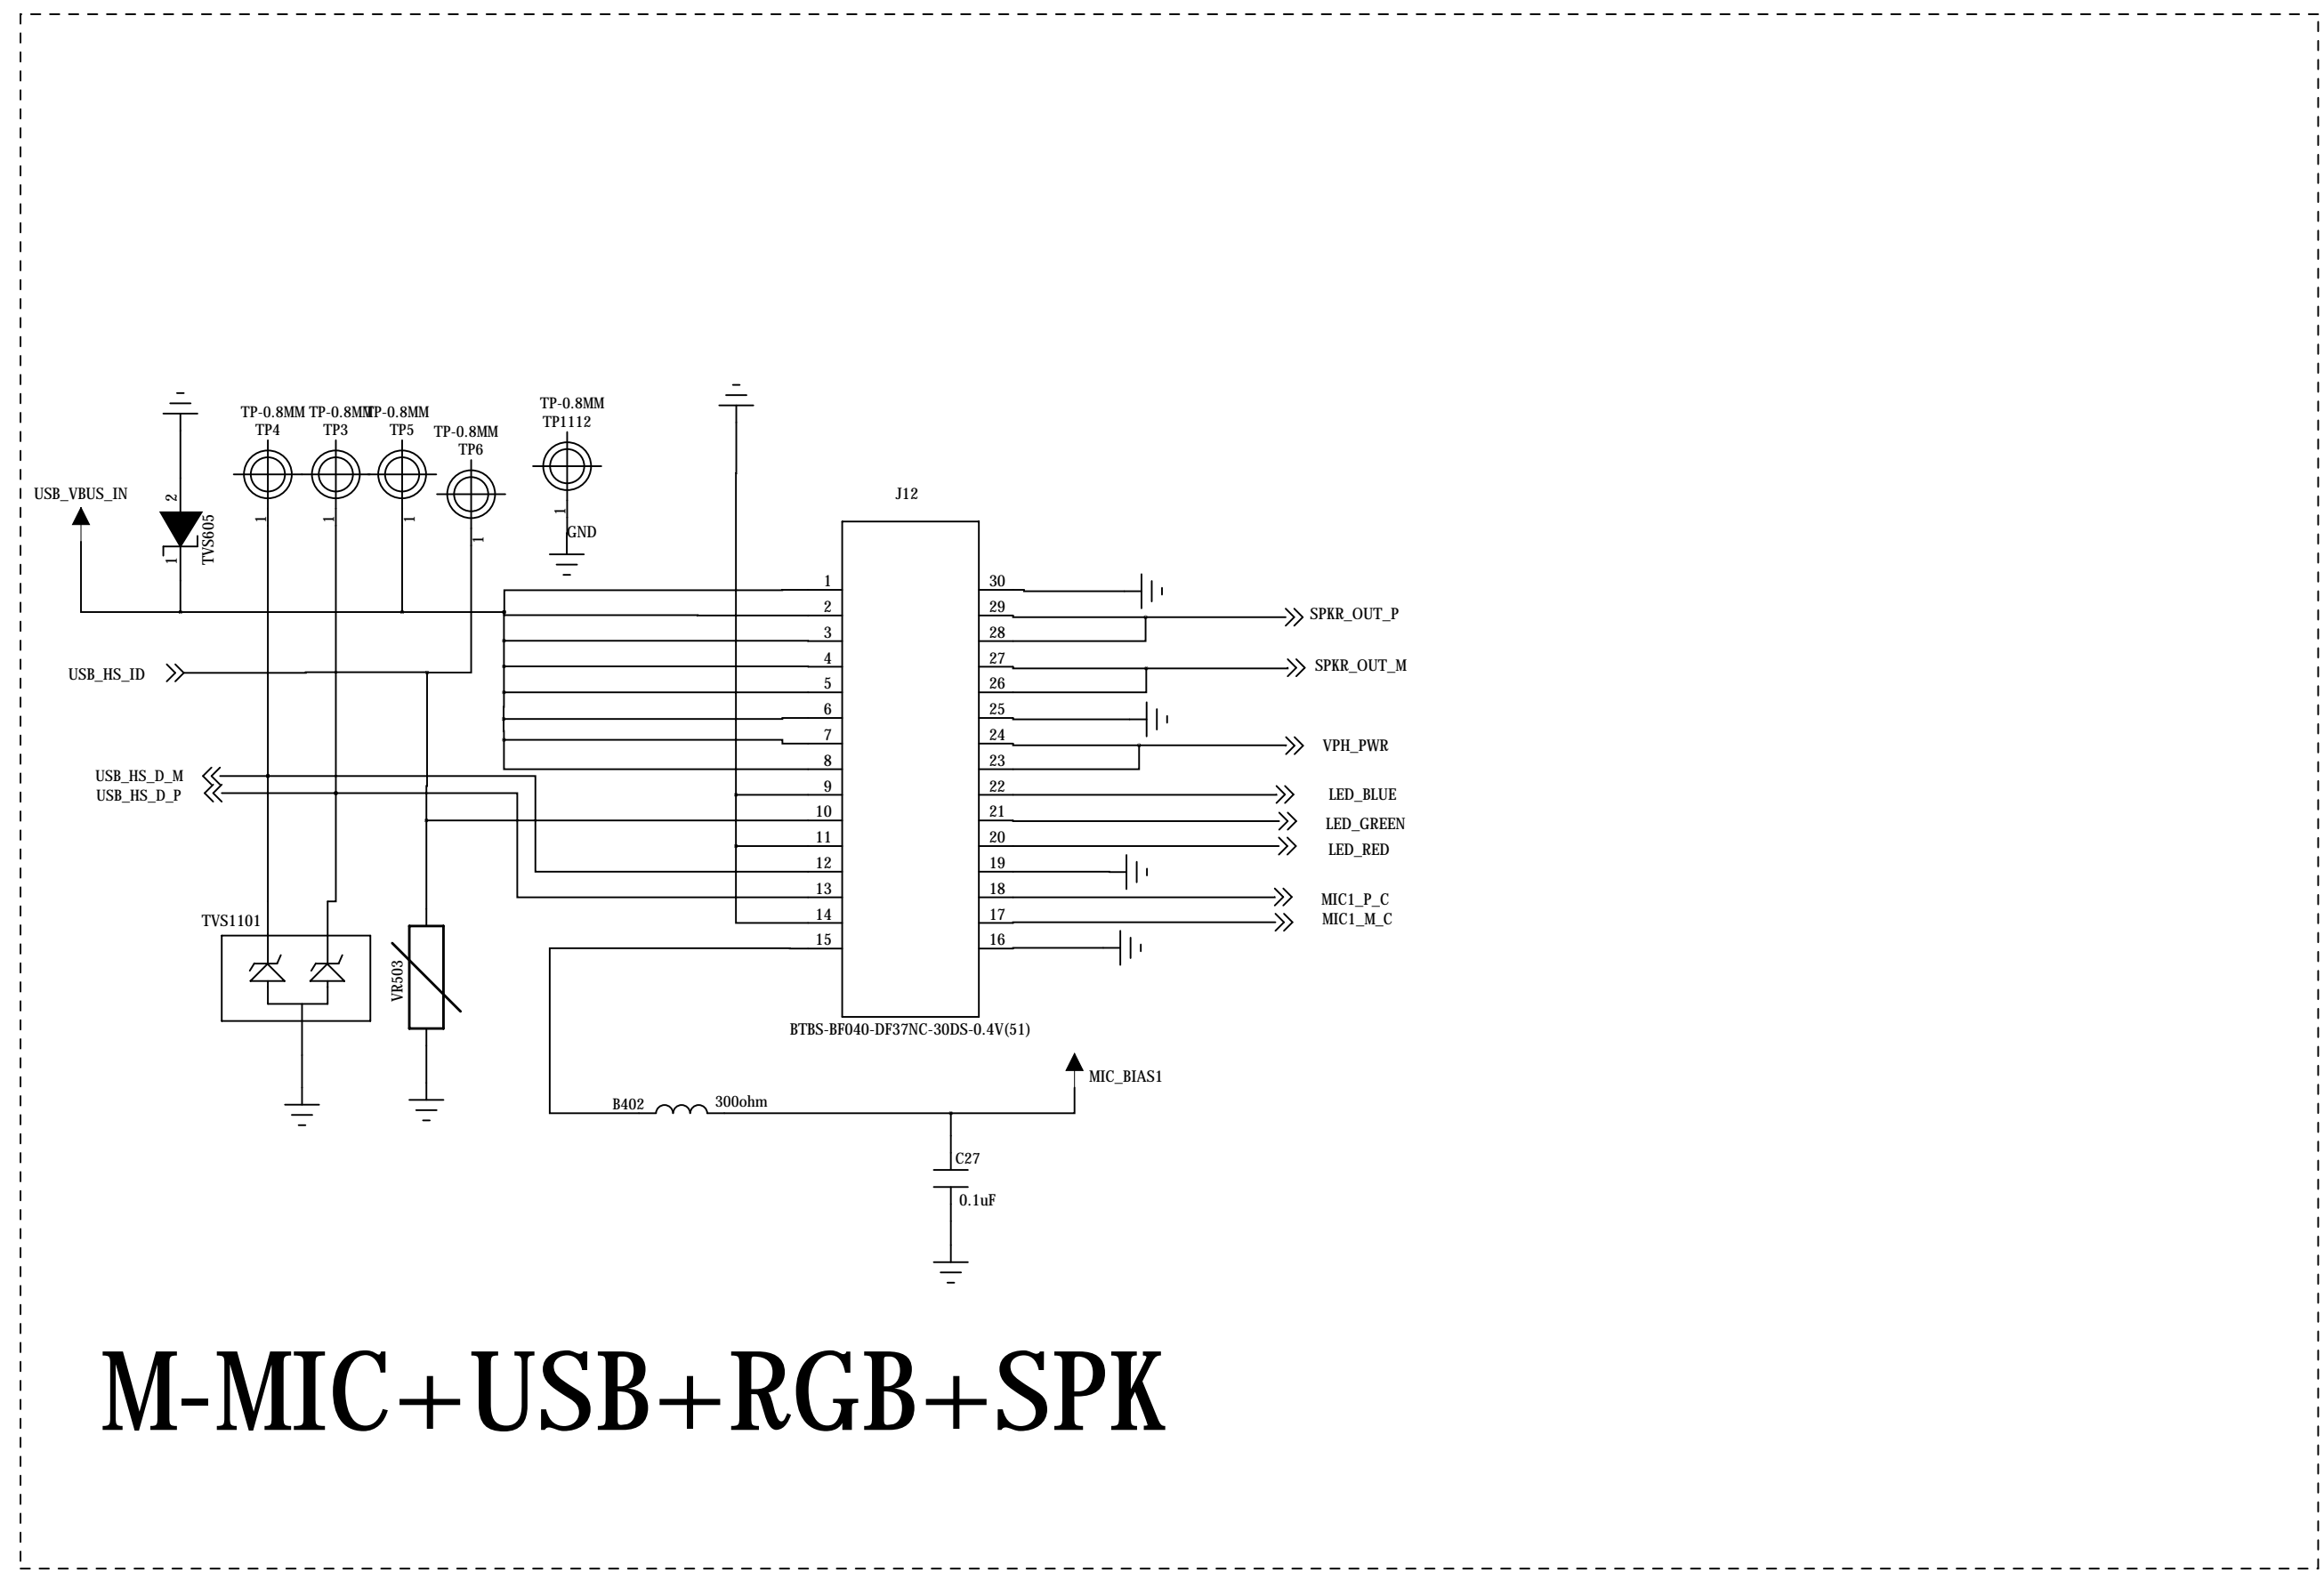 TP-0.8MM TP-0.8MM TP-0.8MM
TP4 TP3 TP5
TP-0.8MM
TP6
TP-0.8MM
TP1112
USB_VBUS_IN
2
TVS605
1
1
1
1
1
1
GND
J12
1 30
2 29
3 28
4 27
5 26
6 25
7 24
8 23
9 22
10 21
11 20
12 19
13 18
14 17
15 16
SPKR_OUT_P
SPKR_OUT_M
VPH_PWR
LED_BLUE
LED_GREEN
LED_RED
MIC1_P_C
MIC1_M_C
USB_HS_ID
USB_HS_D_M
USB_HS_D_P
TVS1101
VR503
BTBS-BF040-DF37NC-30DS-0.4V(51)
MIC_BIAS1
B402 300ohm
C27
0.1uF
M-MIC+USB+RGB+SPK